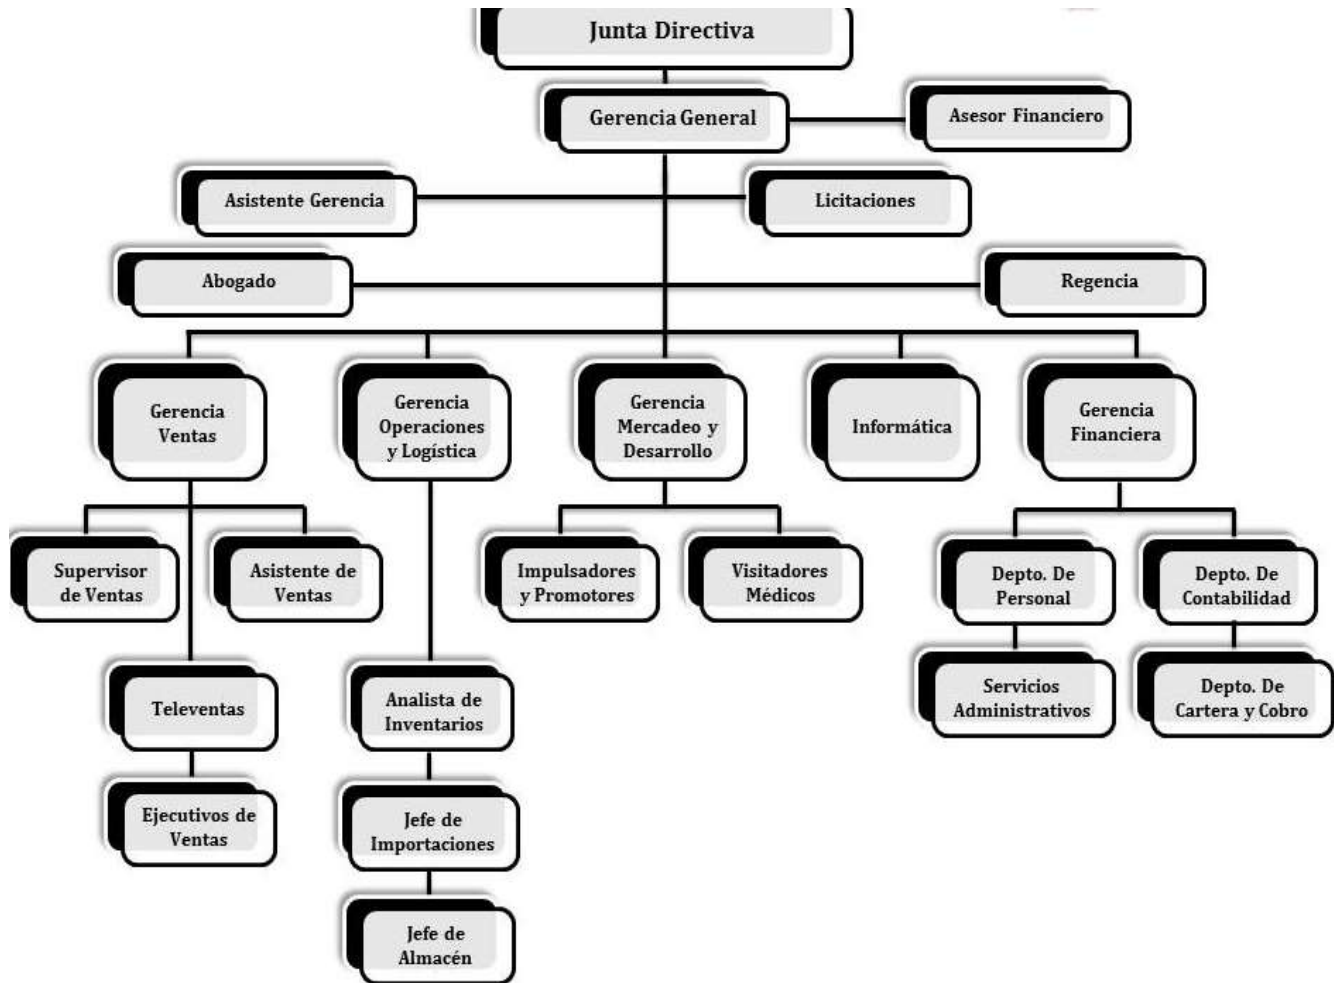 Junta Directiva
Gerencia General
Asesor Financiero
Asistente Gerencia
Licitaciones
Abogado
Regencia
Gerencia
Ventas
Gerencia
Operaciones
y Logística
Gerencia
Mercadeo y
Desarrollo
Informática
Gerencia
Financiera
Supervisor
de Ventas
Asistente de
Ventas
Impulsadores
y Promotores
Visitadores
Médicos
Depto. De
Personal
Depto. De
Contabilidad
Televentas
Analista de
Inventarios
Servicios
Administrativos
Depto. De
Cartera y Cobro
Ejecutivos de
Ventas
Jefe de
Importaciones
Jefe de
Almacén